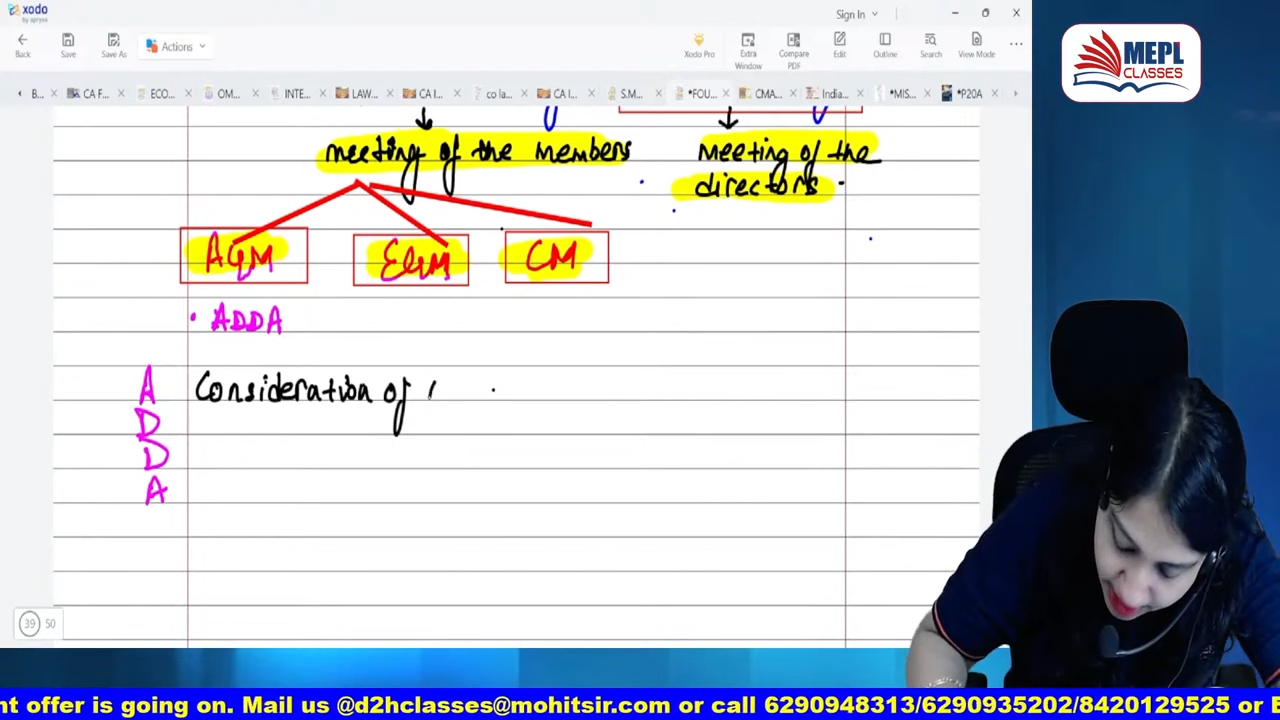 xodo
by apryse
Sign In
Back
Save
Save As
Actions
Xodo Pro
Extra Window
Compare PDF
Edit
Outline
Search
View Mode
B...
CA F...
ECO...
OM...
INTE...
LAW...
CA I...
co la...
CA I...
S.M...
*FOU...
CMA...
India...
*MIS...
*P20A
MEPL
CLASSES
meeting of the members
meeting of the
directors
AGM
EGM
CM
ADDA
A
Consideration of
D
D
A
39 50
nt offer is going on. Mail us @d2hclasses@mohitsir.com or call 6290948313/6290935202/8420129525 or E